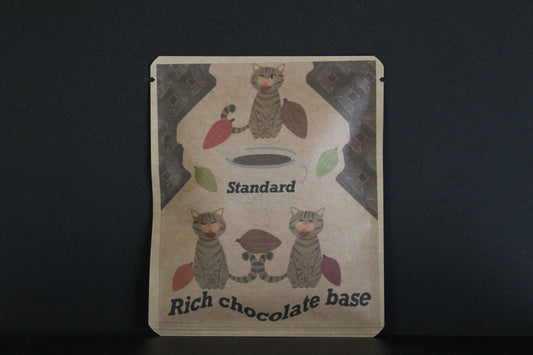 Standard
Rich chocolate base